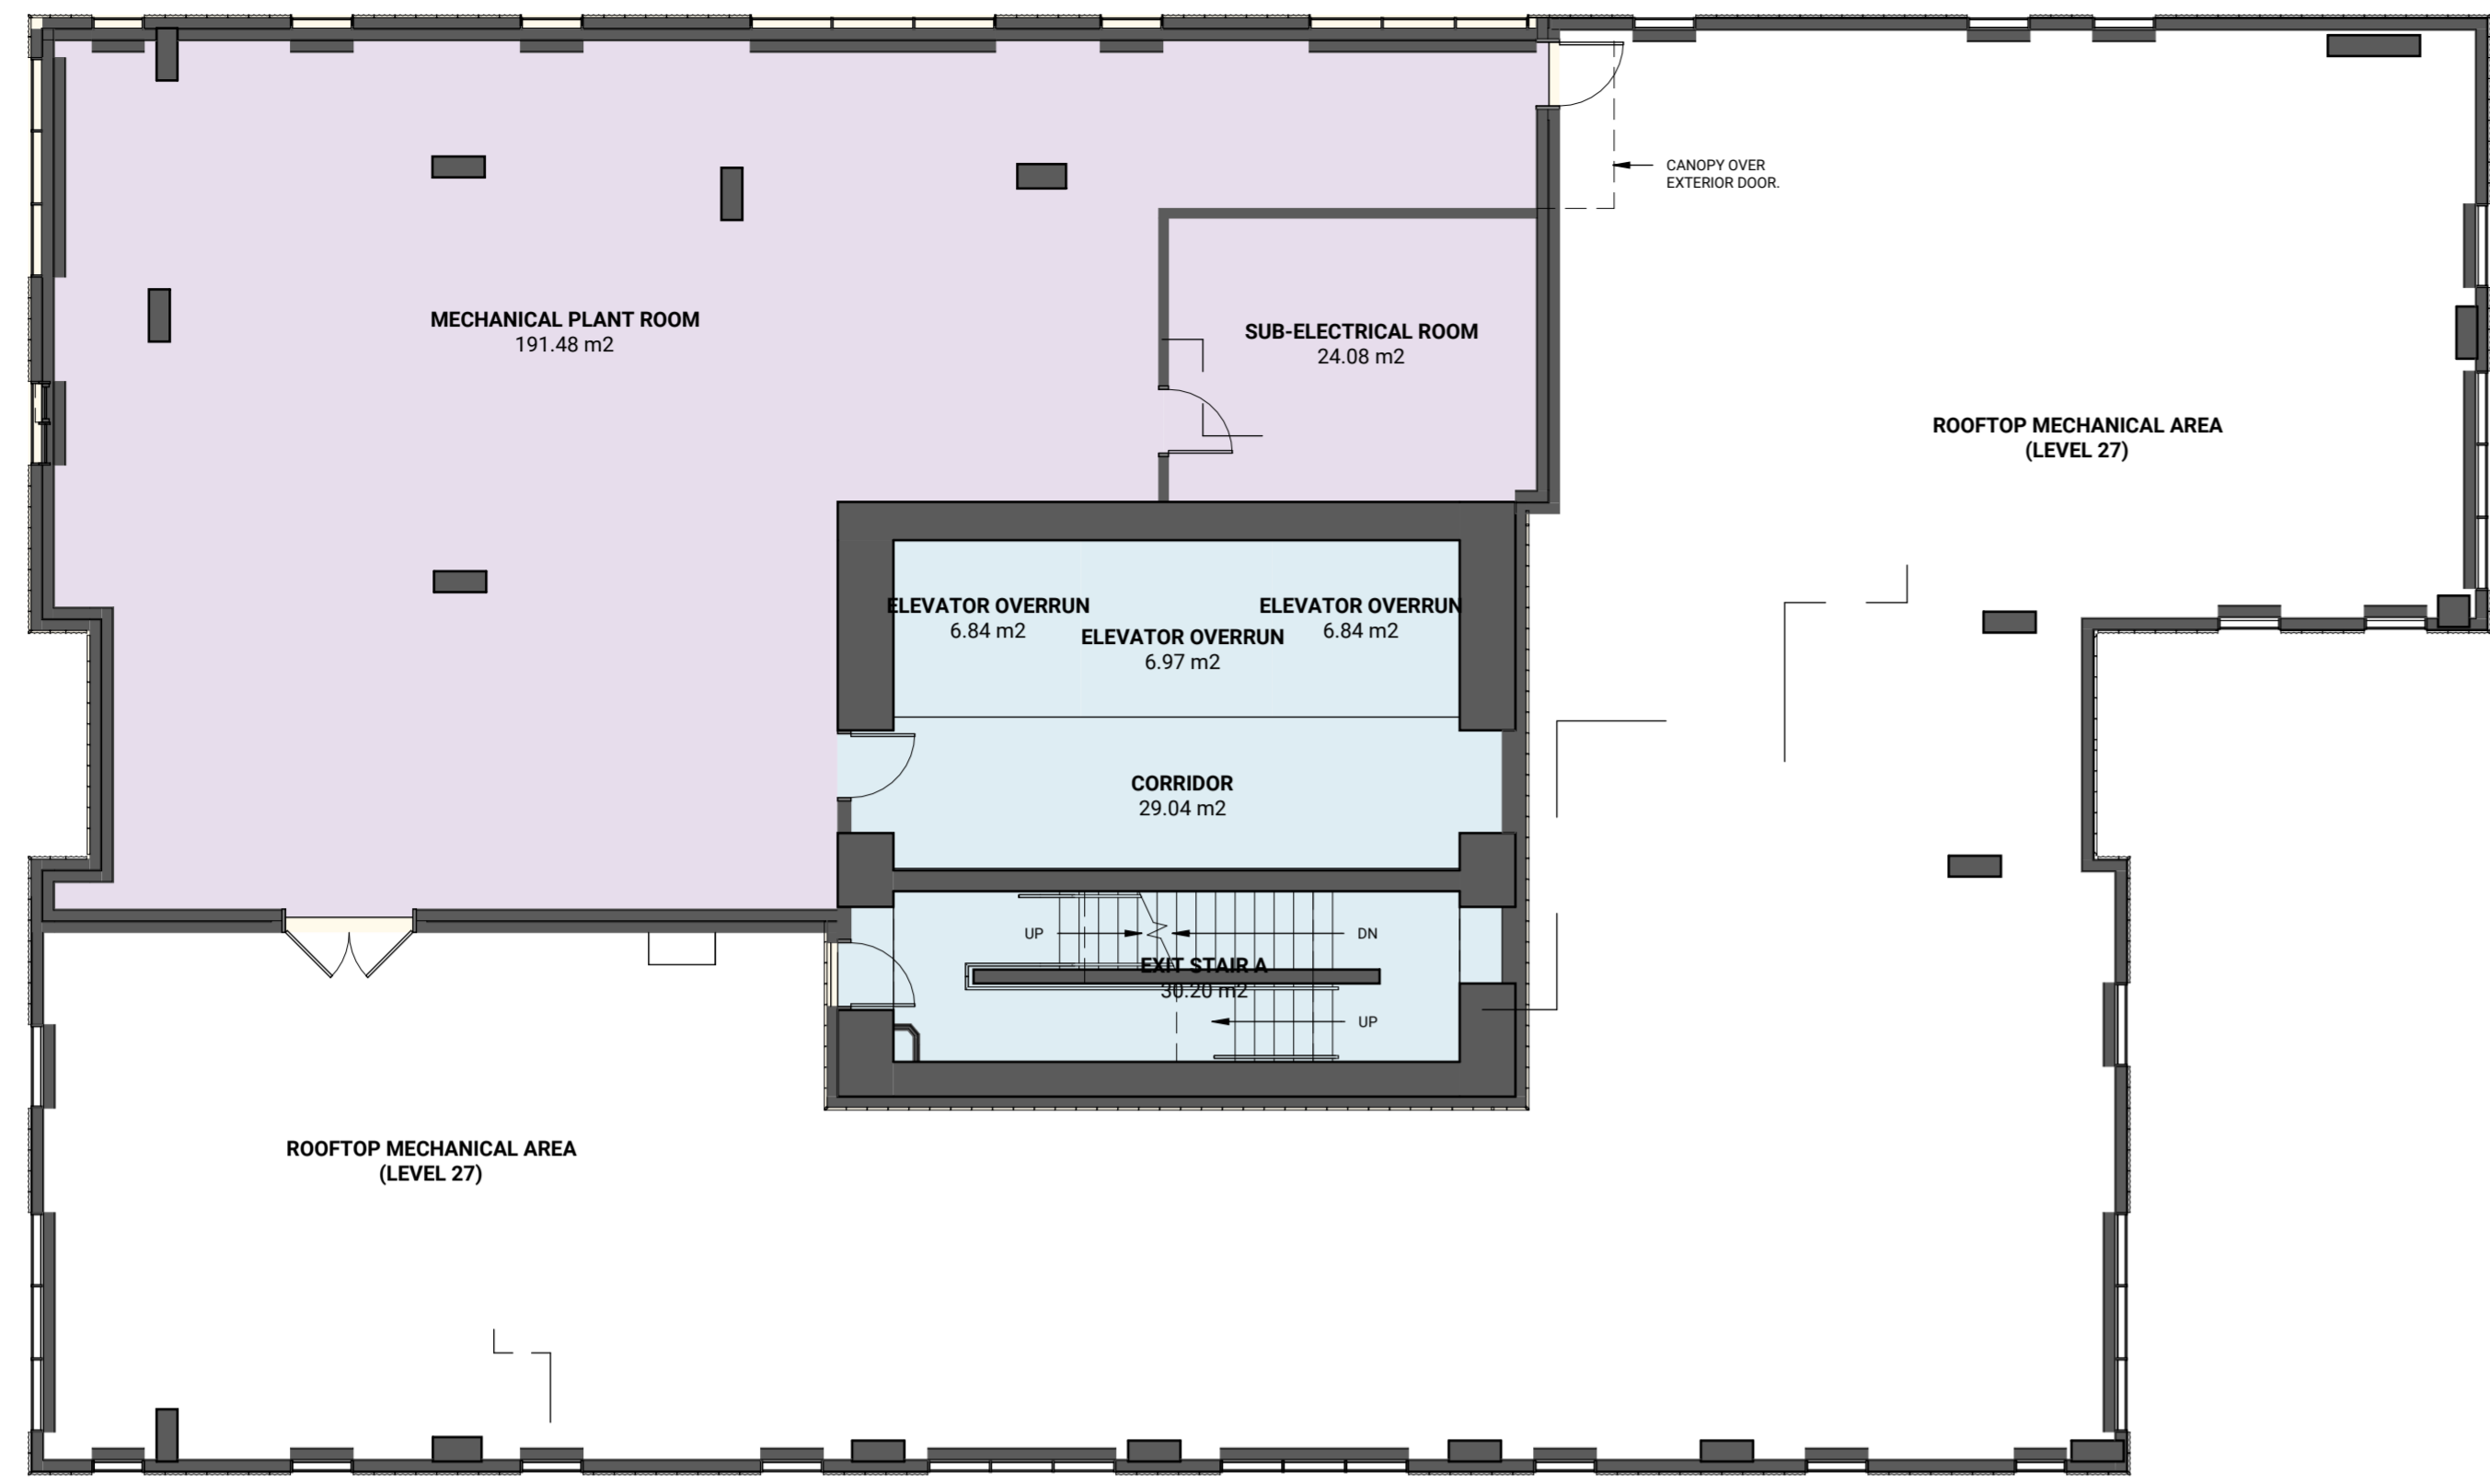 CANOPY OVER
EXTERIOR DOOR.
MECHANICAL PLANT ROOM
191.48 m2
SUB-ELECTRICAL ROOM
24.08 m2
ROOFTOP MECHANICAL AREA
(LEVEL 27)
ELEVATOR OVERRUN
6.84 m2
ELEVATOR OVERRUN
6.97 m2
ELEVATOR OVERRUN
6.84 m2
CORRIDOR
29.04 m2
UP
DN
EXIT STAIR A
30.20 m2
UP
ROOFTOP MECHANICAL AREA
(LEVEL 27)